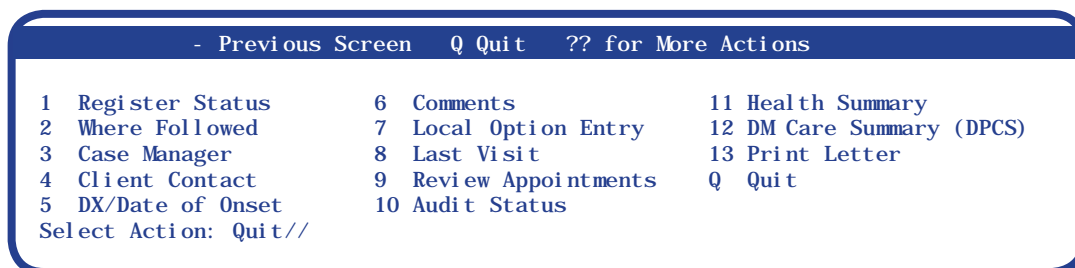 - Previous Screen Q Quit ?? for More Actions
1 Register Status 6 Comments 11 Health Summary
2 Where Followed 7 Local Option Entry 12 DM Care Summary (DPCS)
3 Case Manager 8 Last Visit 13 Print Letter
4 Client Contact 9 Review Appointments Q Quit
5 DX/Date of Onset 10 Audit Status
Select Action: Quit//